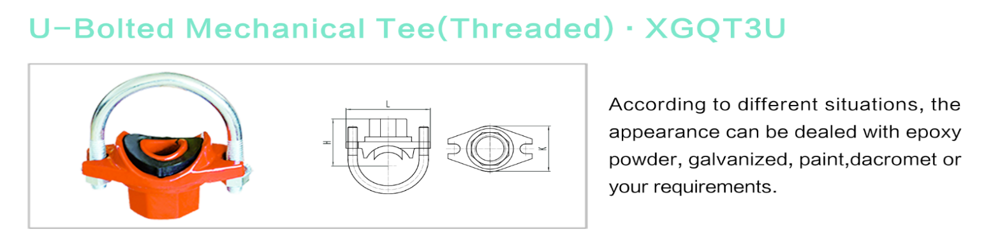 U-Bolted Mechanical Tee(Threaded) · XGQT3U
L
H
K
According to different situations, the
appearance can be dealed with epoxy
powder, galvanized, paint,dacromet or
your requirements.